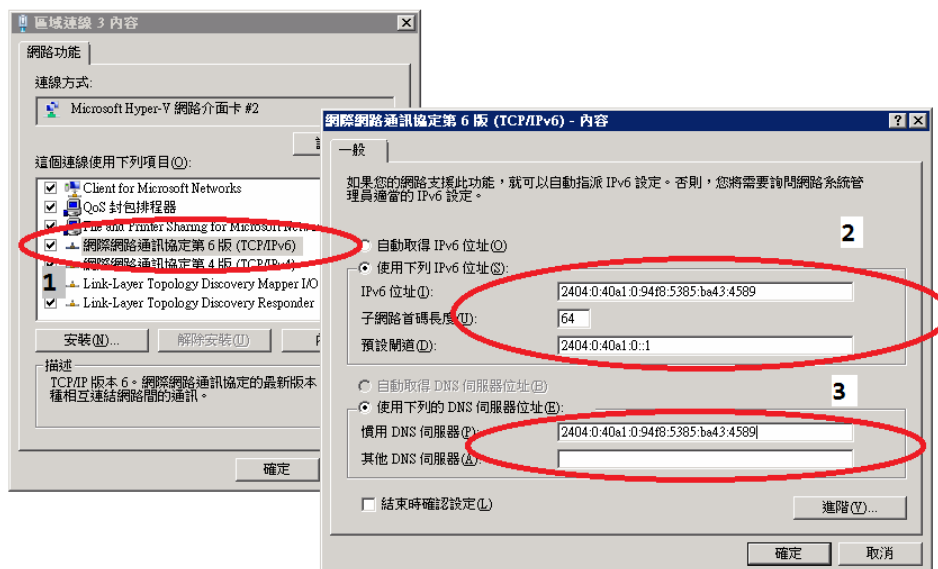 區域連線 3 內容
網路功能
連線方式:
Microsoft Hyper-V 網路介面卡 #2
這個連線使用下列項目(O):
Client for Microsoft Networks
QoS 封包排程器
File and Printer Sharing for Microsoft
網際網路通訊協定第 6 版 (TCP/IPv6)
網際網路通訊協定第 4 版 (TCP/IPv4)
1
Link-Layer Topology Discovery Mapper I/O
Link-Layer Topology Discovery Responder
安裝(N)...
解除安裝(U)
描述
TCP/IP 版本 6。網際網路通訊協定的最新版本
種相互連結網路間的通訊。
確定
網際網路通訊協定第 6 版 (TCP/IPv6) - 內容
一般
如果您的網路支援此功能，就可以自動指派 IPv6 設定。否則，您將需要詢問網路系統管
理員適當的 IPv6 設定。
2
自動取得 IPv6 位址(O)
使用下列 IPv6 位址(S):
IPv6 位址(I):
2404:0:40a1:0:94f8:5385:ba43:4589
子網路首碼長度(U):
64
預設閘道(D):
2404:0:40a1:0::1
自動取得 DNS 伺服器位址(B)
3
使用下列的 DNS 伺服器位址(E):
慣用 DNS 伺服器(P):
2404:0:40a1:0:94f8:5385:ba43:4589
其他 DNS 伺服器(A):
結束時確認設定(L)
進階(V)...
確定
取消